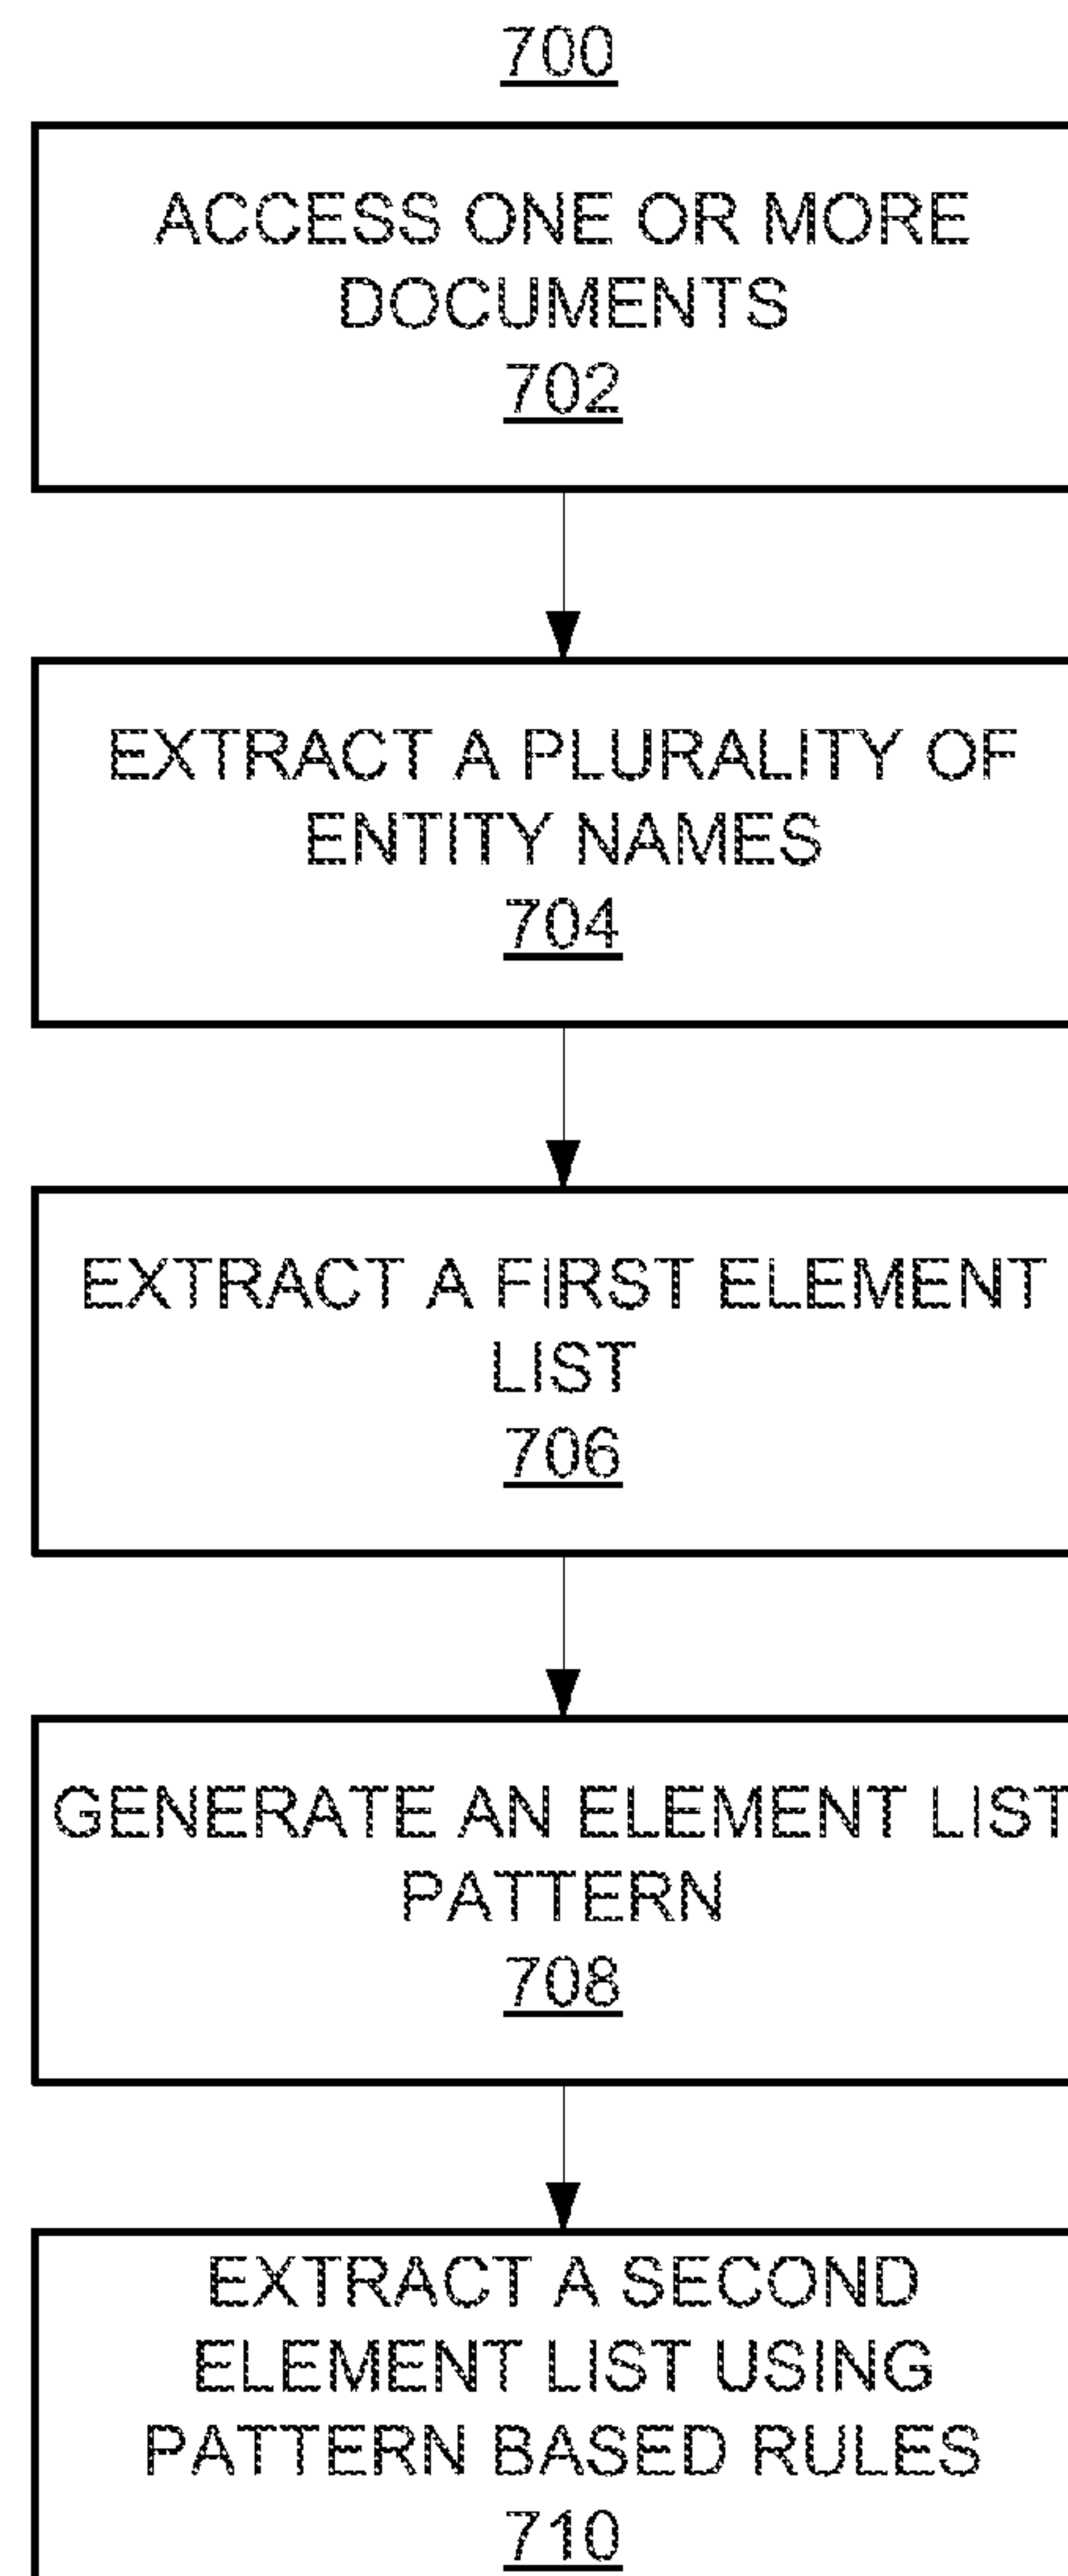 700
ACCESS ONE OR MORE
DOCUMENTS
702
EXTRACT A PLURALITY OF
ENTITY NAMES
704
EXTRACT A FIRST ELEMENT
LIST
706
GENERATE AN ELEMENT LIST
PATTERN
708
EXTRACT A SECOND
ELEMENT LIST USING
PATTERN BASED RULES
710